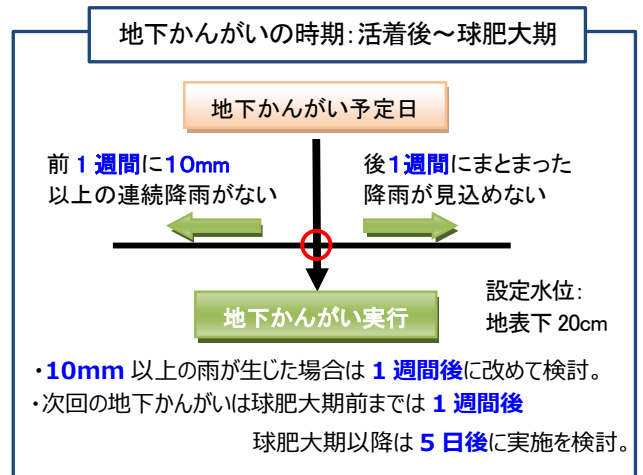 地下かんがいの時期：活着後～球肥大期
地下かんがい予定日
前１週間に10mm
以上の連続降雨がない
後1週間にまとまった
降雨が見込めない
地下かんがい実行
設定水位：
地表下 20cm
・10mm 以上の雨が生じた場合は 1 週間後に改めて検討。
・次回の地下かんがいは球肥大期前までは 1 週間後
球肥大期以降は 5 日後に実施を検討。